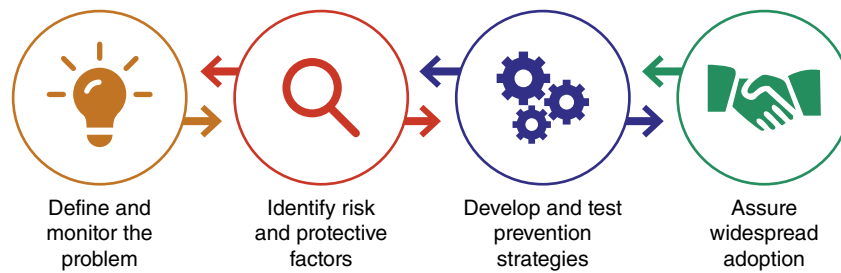 Define and
monitor the
problem
Identify risk
and protective
factors
Develop and test
prevention
strategies
Assure
widespread
adoption